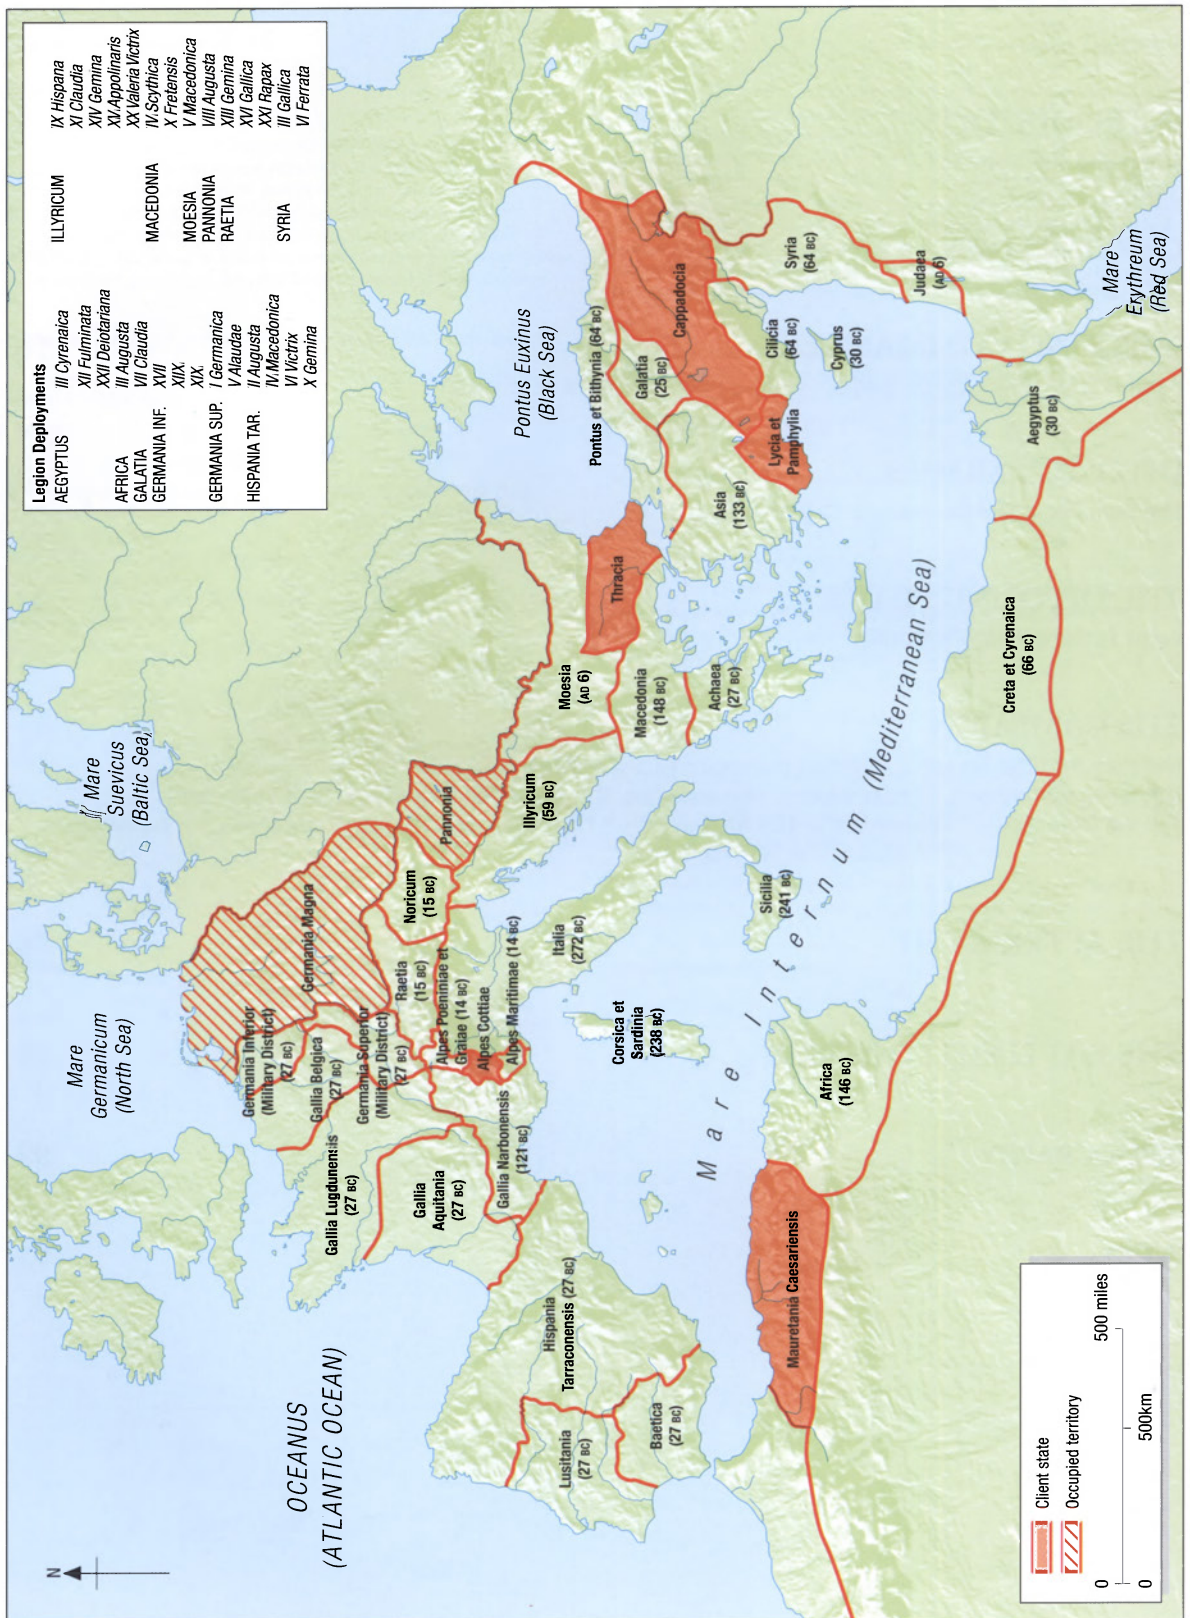 Legion Deployments
AEGYPTUS III Cyrenaica
XII Fulminata
XXII Deiotariana
AFRICA III Augusta
GALATIA VII Claudia
GERMANIA INF. XVII
XIIX.
XIX.
GERMANIA SUP. I Germanica
V Alaudae
HISPANIA TAR. II Augusta
IV.Macedonica
VI Victrix
X Gemina
ILLYRICUM IX Hispana
XI Claudia
XIV Gemina
XV.Appolinaris
XX Valeria Victrix
MACEDONIA IV.Scythica
X Fretensis
MOESIA V Macedonica
PANNONIA VIII Augusta
RAETIA XIII Gemina
XVI Gallica
XXI Rapax
SYRIA III Gallica
VI Ferrata
N
OCEANUS
(ATLANTIC OCEAN)
Mare
Germanicum
(North Sea)
Mare
Suevicus
(Baltic Sea)
Pontus Euxinus
(Black Sea)
Mare
Erythreum
(Red Sea)
Mare Internum (Mediterranean Sea)
Germania Inferior
(Military District)
(27 BC)
Gallia Belgica
(27 BC)
Germania Superior
(Military District)
(27 BC)
Gallia Lugdunensis
(27 BC)
Gallia
Aquitania
(27 BC)
Gallia Narbonensis
(121 BC)
Germania Magna
Raetia
(15 BC)
Noricum
(15 BC)
Pannonia
Alpes Poeniniae et
Graiae (14 BC)
Alpes Cottiae
Alpes Maritimae (14 BC)
Italia
(272 BC)
Corsica et
Sardinia
(238 BC)
Sicilia
(241 BC)
Illyricum
(59 BC)
Moesia
(AD 6)
Macedonia
(148 BC)
Achaea
(27 BC)
Thracia
Pontus et Bithynia (64 BC)
Galatia
(25 BC)
Cappadocia
Asia
(133 BC)
Lycia et
Pamphylia
Cilicia
(64 BC)
Cyprus
(30 BC)
Syria
(64 BC)
Judaea
(AD 6)
Aegyptus
(30 BC)
Creta et Cyrenaica
(66 BC)
Africa
(146 BC)
Mauretania Caesariensis
Hispania
Tarraconensis (27 BC)
Lusitania
(27 BC)
Baetica
(27 BC)
Client state
Occupied territory
0 500 miles
0 500km